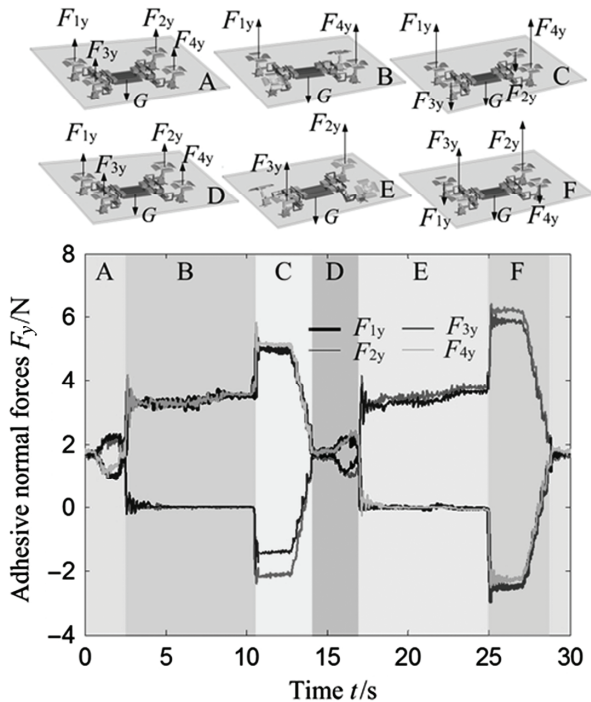 F1y F2y F3y F4y G A
F1y F4y G B
F1y F4y F3y F2y G C
F1y F2y F3y F4y G D
F2y F3y G E
F3y F2y F1y F4y G F
A B C D E F
F1y F3y
F2y F4y
8
6
4
2
0
−2
−4
Adhesive normal forces Fy/N
0 5 10 15 20 25 30
Time t/s